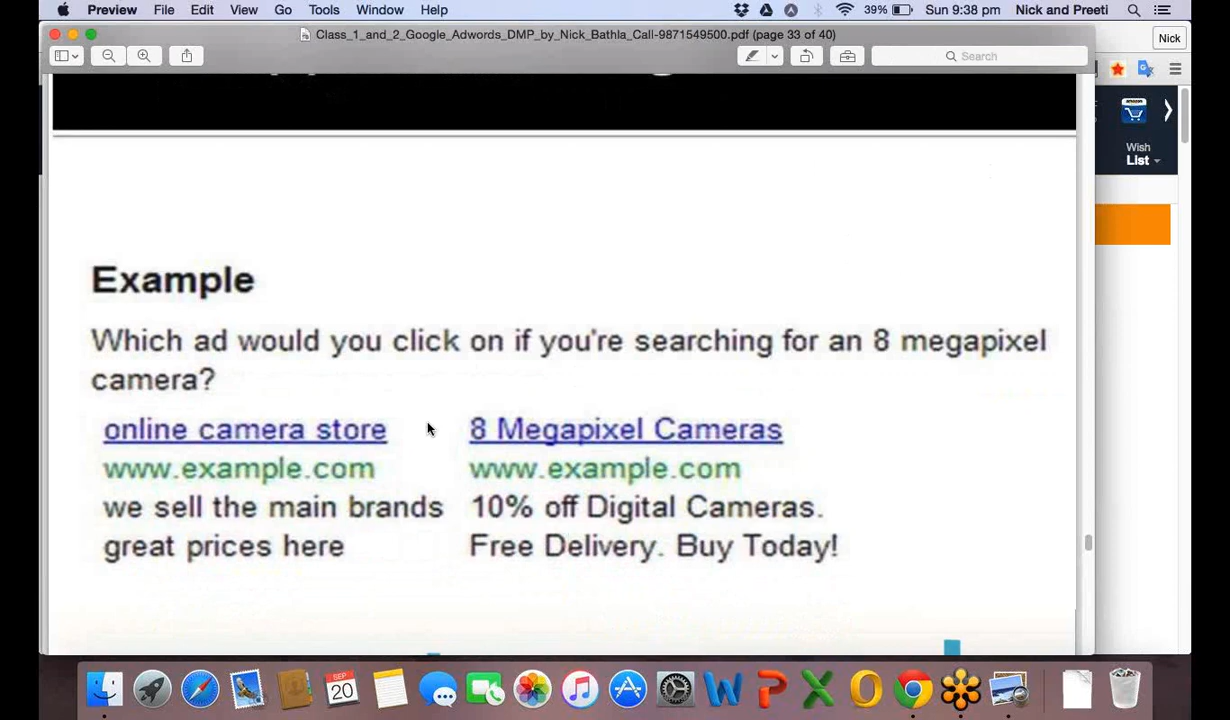 Preview File Edit View Go Tools Window Help 39% Sun 9:38 pm Nick and Preeti
Class_1_and_2_Google_Adwords_DMP_by_Nick_Bathla_Call-9871549500.pdf (page 33 of 40)
Nick
Search
amazon
Wish
List
Example
Which ad would you click on if you're searching for an 8 megapixel
camera?
online camera store 8 Megapixel Cameras
www.example.com www.example.com
we sell the main brands 10% off Digital Cameras.
great prices here Free Delivery. Buy Today!
SEP
20